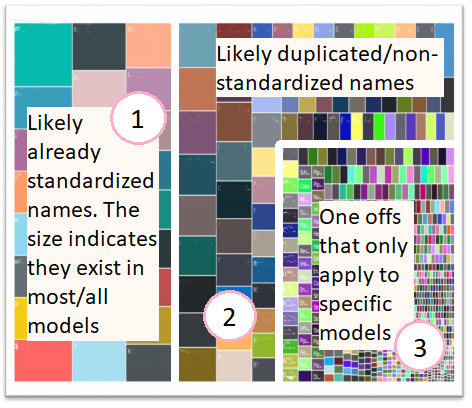 Likely duplicated/non-
standardized names
1
Likely
already
standardized
names. The
size indicates
they exist in
most/all
models
One offs
that only
apply to
specific
models
2
3